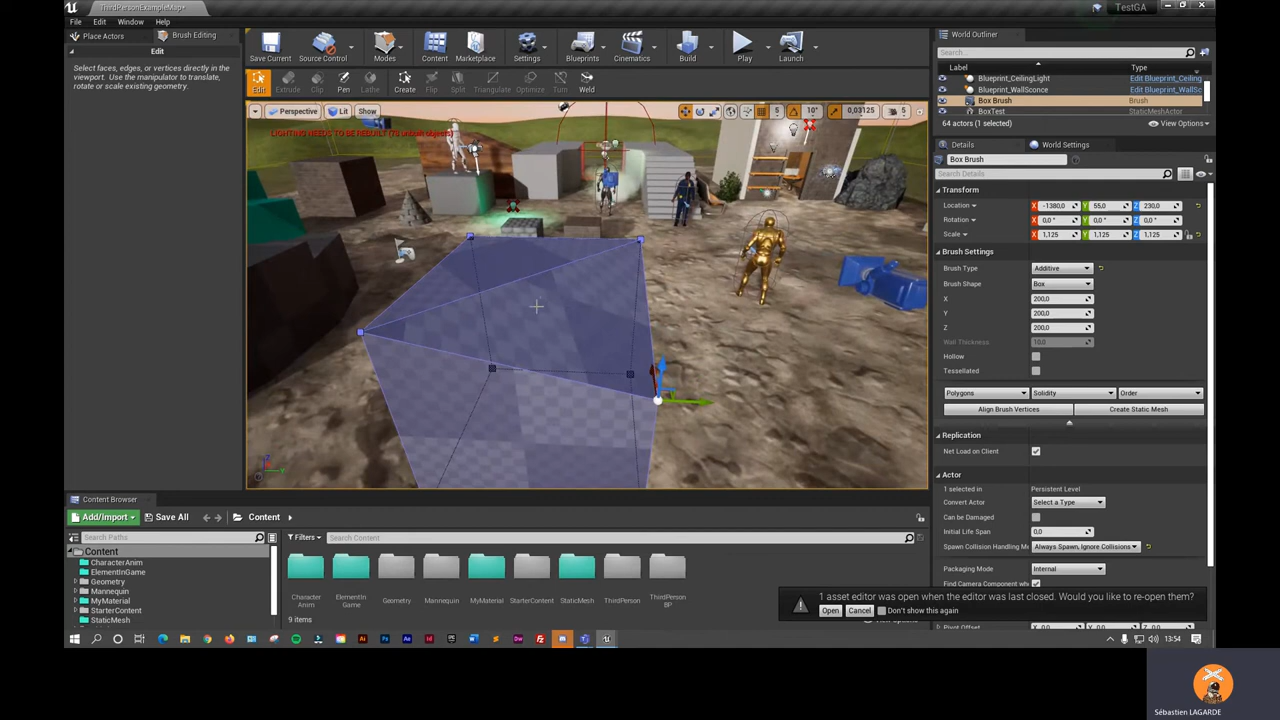 ThirdPersonExampleMap*
TestGA
File Edit Window Help
Place Actors
Brush Editing
Edit
Select faces, edges, or vertices directly in the viewport. Use the manipulator to translate, rotate or scale existing geometry.
Save Current
Source Control
Modes
Content
Marketplace
Settings
Blueprints
Cinematics
Build
Play
Launch
Edit
Extrude
Clip
Pen
Create
Flip
Split
Triangulate
Optimize
Turn
Weld
Perspective
Lit
Show
5
10°
0,03125
5
LIGHTING NEEDS TO BE REBUILT
World Outliner
Search...
Label
Type
Blueprint_CeilingLight Edit Blueprint_Ceiling
Blueprint_WallSconce Edit Blueprint_WallSc
Box Brush Brush
BoxTest StaticMeshActor
64 actors (1 selected)
View Options
Details
World Settings
Box Brush
Search Details
Transform
Location X -1380,0 Y 55,0 Z 230,0
Rotation X 0,0° Y 0,0° Z 0,0°
Scale X 1,125 Y 1,125 Z 1,125
Brush Settings
Brush Type Additive
Brush Shape Box
X 200,0
Y 200,0
Z 200,0
Wall Thickness 10,0
Hollow
Tessellated
Polygons Solidity Order
Align Brush Vertices Create Static Mesh
Replication
Net Load on Client
Actor
1 selected in Persistent Level
Convert Actor Select a Type
Can be Damaged
Initial Life Span 0,0
Spawn Collision Handling M Always Spawn, Ignore Collisions
Packaging Mode Internal
Find Camera Component whe
Pivot Offset
Content Browser
Add/Import
Save All
Content
Search Paths
Filters
Search Content
Content
CharacterAnim
ElementInGame
Geometry
Mannequin
MyMaterial
StarterContent
StaticMesh
Character Anim
ElementIn Game
Geometry
Mannequin
MyMaterial
StarterContent
StaticMesh
ThirdPerson
ThirdPerson BP
9 items
1 asset editor was open when the editor was last closed. Would you like to re-open them?
Open
Cancel
Don't show this again
13:54
Sébastien LAGARDE